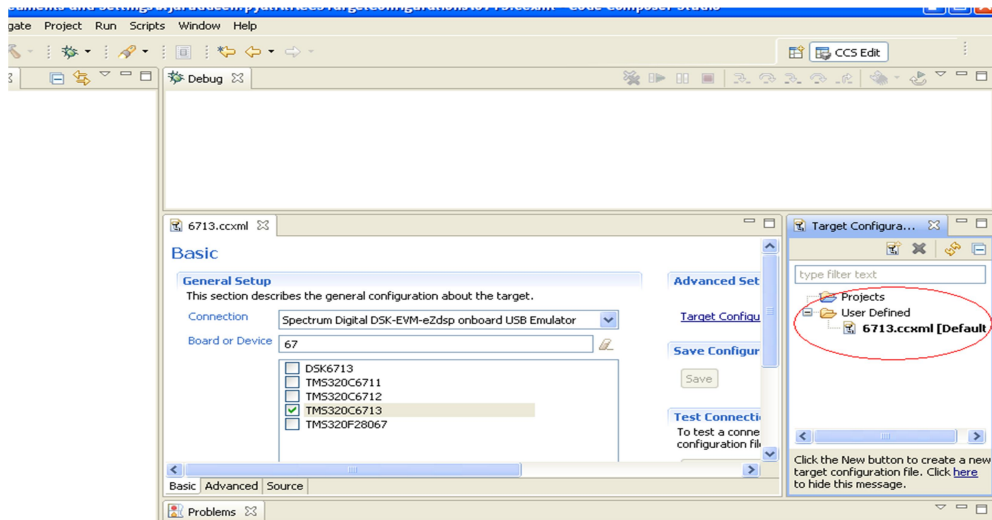 gate Project Run Scripts Window Help
CCS Edit
Debug
6713.ccxml
Basic
General Setup
This section describes the general configuration about the target.
Connection
Spectrum Digital DSK-EVM-eZdsp onboard USB Emulator
Board or Device
67
DSK6713
TMS320C6711
TMS320C6712
TMS320C6713
TMS320F28067
Advanced Set
Target Configu
Save Configur
Save
Test Connecti
To test a conne
configuration file
Basic Advanced Source
Target Configura...
type filter text
Projects
User Defined
6713.ccxml [Default
Click the New button to create a new
target configuration file. Click here
to hide this message.
Problems